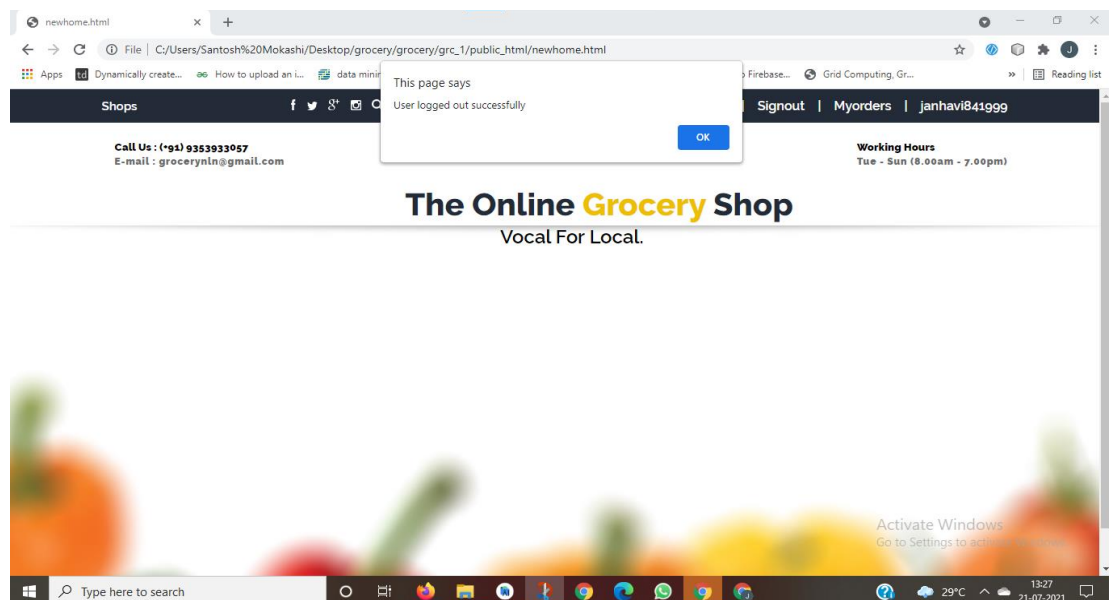 newhome.html
File | C:/Users/Santosh%20Mokashi/Desktop/grocery/grocery/grc_1/public_html/newhome.html
Apps td Dynamically create... How to upload an i... data minin Firebase... Grid Computing, Gr... » Reading list
This page says
User logged out successfully
OK
Shops Signout | Myorders | janhavi841999
Call Us : (+91) 9353933057
E-mail : grocerynln@gmail.com
Working Hours
Tue - Sun (8.00am - 7.00pm)
The Online Grocery Shop
Vocal For Local.
Activate Windows
Go to Settings to
Type here to search
29°C
13:27
21-07-2021